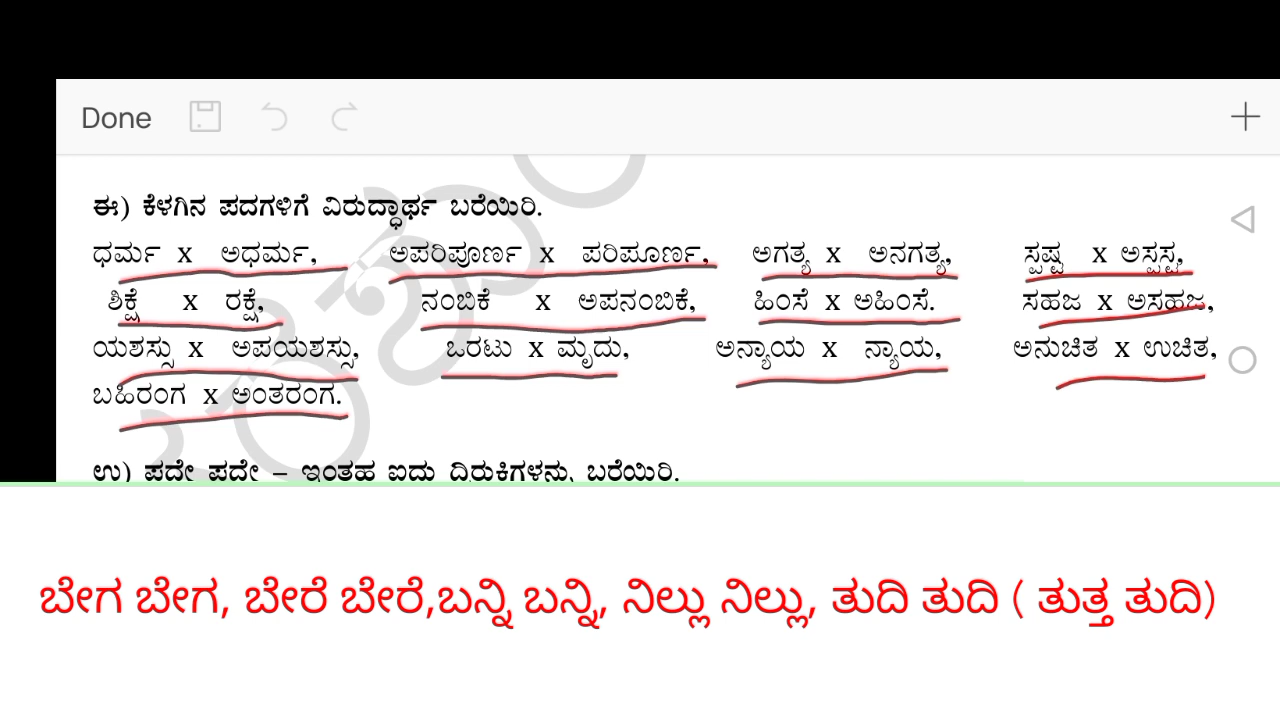 Done
ಈ) ಕೆಳಗಿನ ಪದಗಳಿಗೆ ವಿರುದ್ಧಾರ್ಥ ಬರೆಯಿರಿ.
ಧರ್ಮ x ಅಧರ್ಮ, ಅಪರಿಪೂರ್ಣ x ಪರಿಪೂರ್ಣ, ಅಗತ್ಯ x ಅನಗತ್ಯ, ಸ್ಪಷ್ಟ x ಅಸ್ಪಸ್ಟ,
ಶಿಕ್ಷೆ x ರಕ್ಷೆ, ನಂಬಿಕೆ x ಅಪನಂಬಿಕೆ, ಹಿಂಸೆ x ಅಹಿಂಸೆ. ಸಹಜ x ಅಸಹಜ,
ಯಶಸ್ಸು x ಅಪಯಶಸ್ಸು, ಒರಟು x ಮೃದು, ಅನ್ಯಾಯ x ನ್ಯಾಯ, ಅನುಚಿತ x ಉಚಿತ,
ಬಹಿರಂಗ x ಅಂತರಂಗ.
ಉ) ಪದೇ ಪದೇ – ಇಂತಹ ಐದು ದ್ವಿರುಕ್ತಿಗಳನ್ನು ಬರೆಯಿರಿ.
ಬೇಗ ಬೇಗ, ಬೇರೆ ಬೇರೆ,ಬನ್ನಿ ಬನ್ನಿ, ನಿಲ್ಲು ನಿಲ್ಲು, ತುದಿ ತುದಿ ( ತುತ್ತ ತುದಿ)